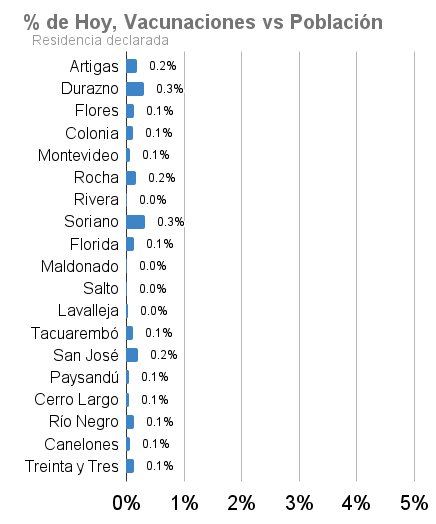 % de Hoy, Vacunaciones vs Población
Residencia declarada
Artigas 0.2%
Durazno 0.3%
Flores 0.1%
Colonia 0.1%
Montevideo 0.1%
Rocha 0.2%
Rivera 0.0%
Soriano 0.3%
Florida 0.1%
Maldonado 0.0%
Salto 0.0%
Lavalleja 0.0%
Tacuarembó 0.1%
San José 0.2%
Paysandú 0.1%
Cerro Largo 0.1%
Río Negro 0.1%
Canelones 0.1%
Treinta y Tres 0.1%
0% 1% 2% 3% 4% 5%